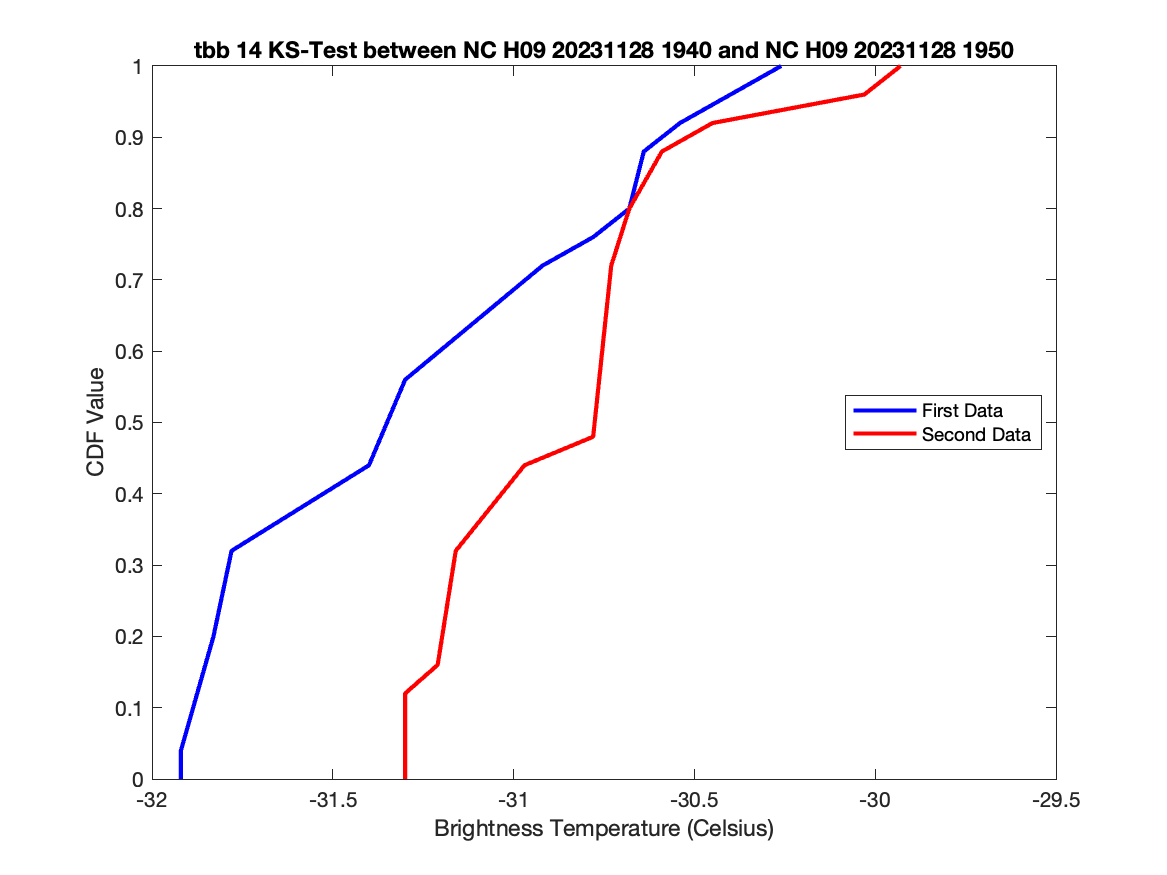 tbb 14 KS-Test between NC H09 20231128 1940 and NC H09 20231128 1950
1
0.9
0.8
0.7
0.6
0.5
0.4
0.3
0.2
0.1
0
CDF Value
First Data
Second Data
-32 -31.5 -31 -30.5 -30 -29.5
Brightness Temperature (Celsius)